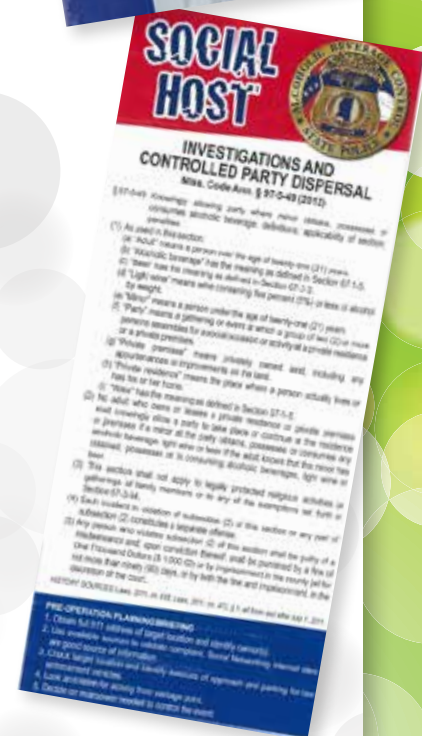 SOCIAL
HOST
ALCOHOLIC BEVERAGE CONTROL
STATE POLICE
INVESTIGATIONS AND
CONTROLLED PARTY DISPERSAL
Miss. Code Ann. § 97-5-49 (2012)
§ 97-5-49 Knowingly allowing party where minor obtains, possesses or
consumes alcoholic beverage; definitions; applicability of section;
penalties
(1) As used in this section:
(a) "Adult" means a person over the age of twenty-one (21) years.
(b) "Alcoholic beverage" has the meaning as defined in Section 67-1-5.
(c) "Beer" has the meaning as defined in Section 67-3-3.
(d) "Light wine" means wine containing five percent (5%) or less of alcohol
by weight.
(e) "Minor" means a person under the age of twenty-one (21) years.
(f) "Party" means a gathering or event at which a group of two (2) or more
persons assembles for a social occasion or activity at a private residence
or a private premises.
(g) "Private premises" means privately owned land, including any
appurtenances or improvements on the land.
(h) "Private residence" means the place where a person actually lives or
has his or her home.
(i) "Wine" has the meaning as defined in Section 67-1-5.
(2) No adult who owns or leases a private residence or private premises
shall knowingly allow a party to take place or continue at the residence
or premises if a minor at the party obtains, possesses or consumes any
alcoholic beverage, light wine or beer if the adult knows that the minor has
obtained, possesses or is consuming alcoholic beverages, light wine or
beer.
(3) This section shall not apply to legally protected religious activities or
gatherings of family members or to any of the exemptions set forth in
Section 67-3-54.
(4) Each incident in violation of subsection (2) of this section or any part of
subsection (2) constitutes a separate offense.
(5) Any person who violates subsection (2) of this section shall be guilty of a
misdemeanor and, upon conviction thereof, shall be punished by a fine of
One Thousand Dollars ($1,000.00) or by imprisonment in the county jail for
not more than ninety (90) days, or by both the fine and imprisonment, in the
discretion of the court.
HISTORY SOURCES: Laws, 2011
PRE-OPERATION PLANNING/BRIEFING
1. Obtain full 911 address of target location and identify owner(s).
2. Use available sources to validate complaint. Social Networking internet sites
are good source of information.
3. Check target location and identify avenues of approach and parking for law
enforcement vehicles.
4. Look and listen for activity from vantage point.
5. Decide on manpower needed to control the event.